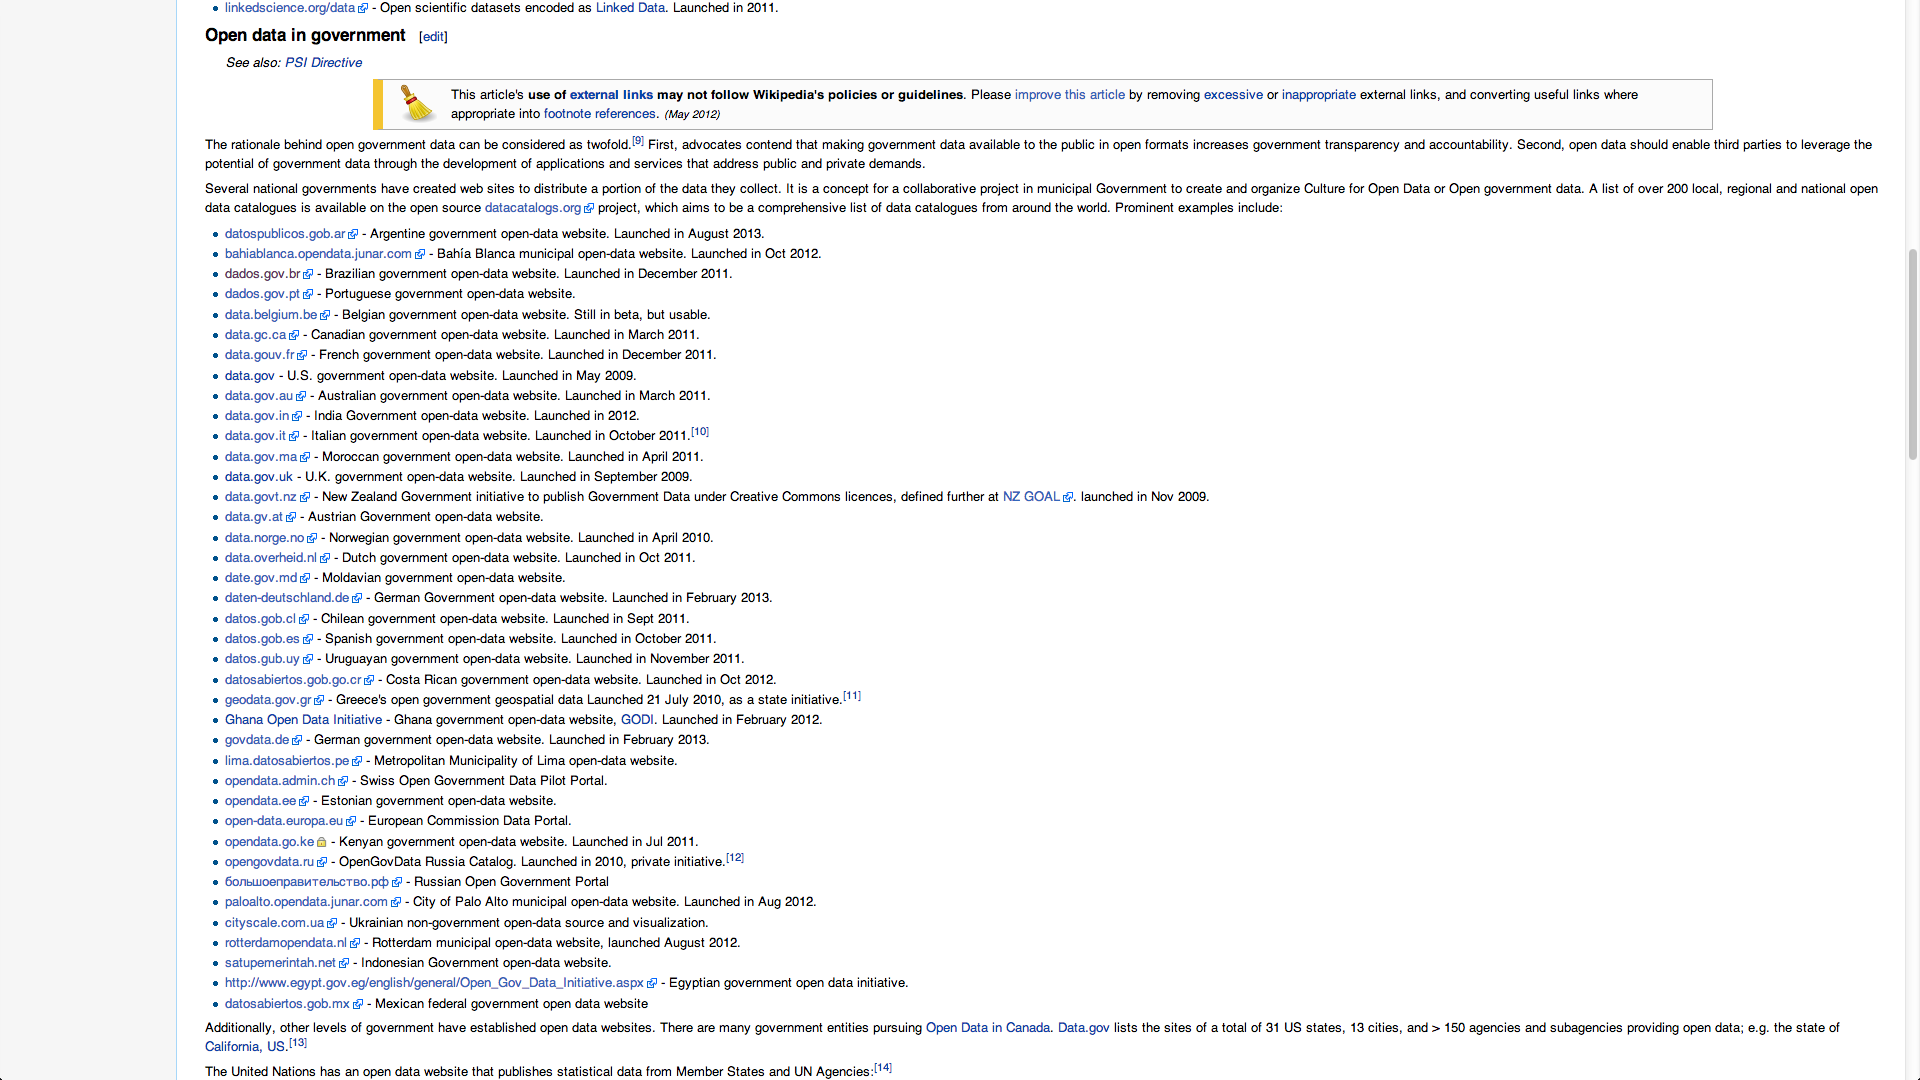 linkedscience.org/data - Open scientific datasets encoded as Linked Data. Launched in 2011.
Open data in government [edit]
See also: PSI Directive
This article's use of external links may not follow Wikipedia's policies or guidelines. Please improve this article by removing excessive or inappropriate external links, and converting useful links where
appropriate into footnote references. (May 2012)
The rationale behind open government data can be considered as twofold.[9] First, advocates contend that making government data available to the public in open formats increases government transparency and accountability. Second, open data should enable third parties to leverage the
potential of government data through the development of applications and services that address public and private demands.
Several national governments have created web sites to distribute a portion of the data they collect. It is a concept for a collaborative project in municipal Government to create and organize Culture for Open Data or Open government data. A list of over 200 local, regional and national open
data catalogues is available on the open source datacatalogs.org project, which aims to be a comprehensive list of data catalogues from around the world. Prominent examples include:
datospublicos.gob.ar - Argentine government open-data website. Launched in August 2013.
bahiablanca.opendata.junar.com - Bahía Blanca municipal open-data website. Launched in Oct 2012.
dados.gov.br - Brazilian government open-data website. Launched in December 2011.
dados.gov.pt - Portuguese government open-data website.
data.belgium.be - Belgian government open-data website. Still in beta, but usable.
data.gc.ca - Canadian government open-data website. Launched in March 2011.
data.gouv.fr - French government open-data website. Launched in December 2011.
data.gov - U.S. government open-data website. Launched in May 2009.
data.gov.au - Australian government open-data website. Launched in March 2011.
data.gov.in - India Government open-data website. Launched in 2012.
data.gov.it - Italian government open-data website. Launched in October 2011.[10]
data.gov.ma - Moroccan government open-data website. Launched in April 2011.
data.gov.uk - U.K. government open-data website. Launched in September 2009.
data.govt.nz - New Zealand Government initiative to publish Government Data under Creative Commons licences, defined further at NZ GOAL. launched in Nov 2009.
data.gv.at - Austrian Government open-data website.
data.norge.no - Norwegian government open-data website. Launched in April 2010.
data.overheid.nl - Dutch government open-data website. Launched in Oct 2011.
date.gov.md - Moldavian government open-data website.
daten-deutschland.de - German Government open-data website. Launched in February 2013.
datos.gob.cl - Chilean government open-data website. Launched in Sept 2011.
datos.gob.es - Spanish government open-data website. Launched in October 2011.
datos.gub.uy - Uruguayan government open-data website. Launched in November 2011.
datosabiertos.gob.go.cr - Costa Rican government open-data website. Launched in Oct 2012.
geodata.gov.gr - Greece's open government geospatial data Launched 21 July 2010, as a state initiative.[11]
Ghana Open Data Initiative - Ghana government open-data website, GODI. Launched in February 2012.
govdata.de - German government open-data website. Launched in February 2013.
lima.datosabiertos.pe - Metropolitan Municipality of Lima open-data website.
opendata.admin.ch - Swiss Open Government Data Pilot Portal.
opendata.ee - Estonian government open-data website.
open-data.europa.eu - European Commission Data Portal.
opendata.go.ke - Kenyan government open-data website. Launched in Jul 2011.
opengovdata.ru - OpenGovData Russia Catalog. Launched in 2010, private initiative.[12]
большоеправительство.рф - Russian Open Government Portal
paloalto.opendata.junar.com - City of Palo Alto municipal open-data website. Launched in Aug 2012.
cityscale.com.ua - Ukrainian non-government open-data source and visualization.
rotterdamopendata.nl - Rotterdam municipal open-data website, launched August 2012.
satupemerintah.net - Indonesian Government open-data website.
http://www.egypt.gov.eg/english/general/Open_Gov_Data_Initiative.aspx - Egyptian government open data initiative.
datosabiertos.gob.mx - Mexican federal government open data website
Additionally, other levels of government have established open data websites. There are many government entities pursuing Open Data in Canada. Data.gov lists the sites of a total of 31 US states, 13 cities, and > 150 agencies and subagencies providing open data; e.g. the state of
California, US.[13]
The United Nations has an open data website that publishes statistical data from Member States and UN Agencies:[14]